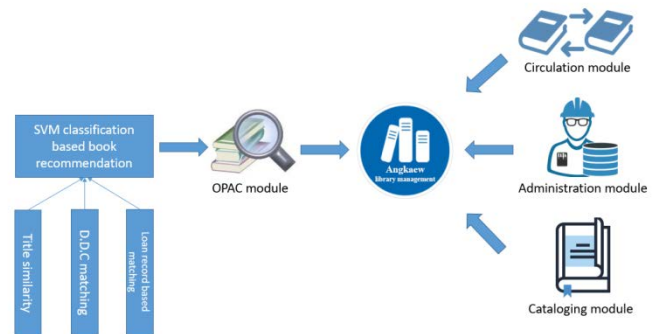 Circulation module
SVM classification
based book
recommendation
OPAC module
Angkaew
library management
Administration module
Title similarity
D.D.C matching
Loan record based
matching
Cataloging module